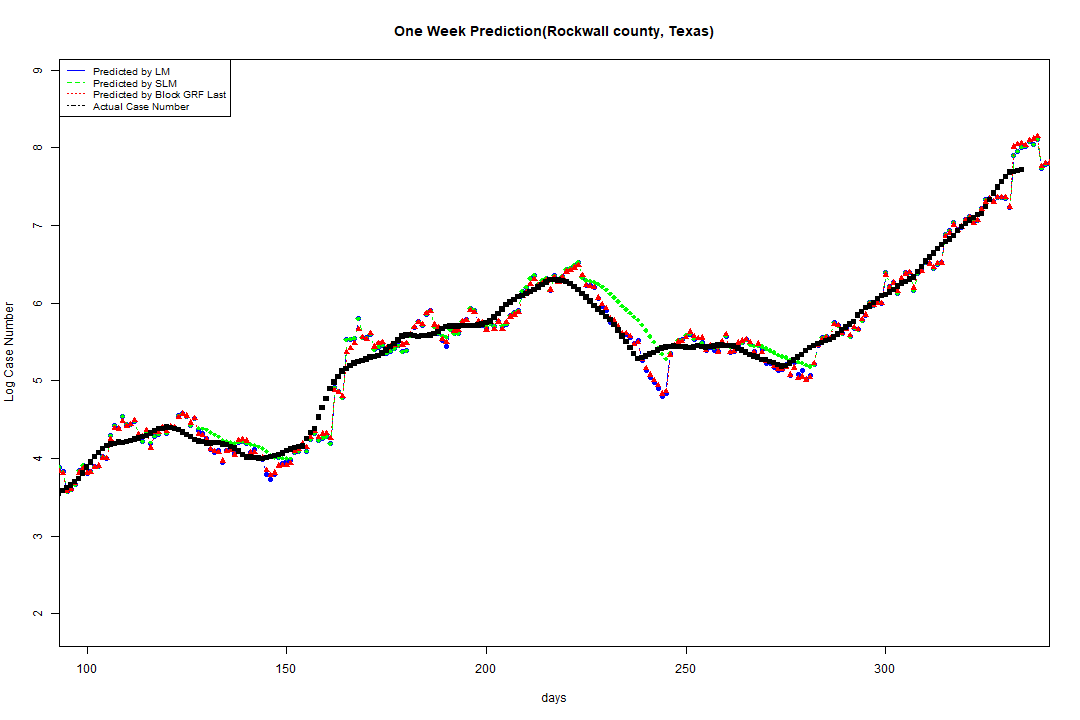 One Week Prediction(Rockwall county, Texas)
Predicted by LM
Predicted by SLM
Predicted by Block GRF Last
Actual Case Number
9
8
7
6
5
4
3
2
Log Case Number
100 150 200 250 300
days